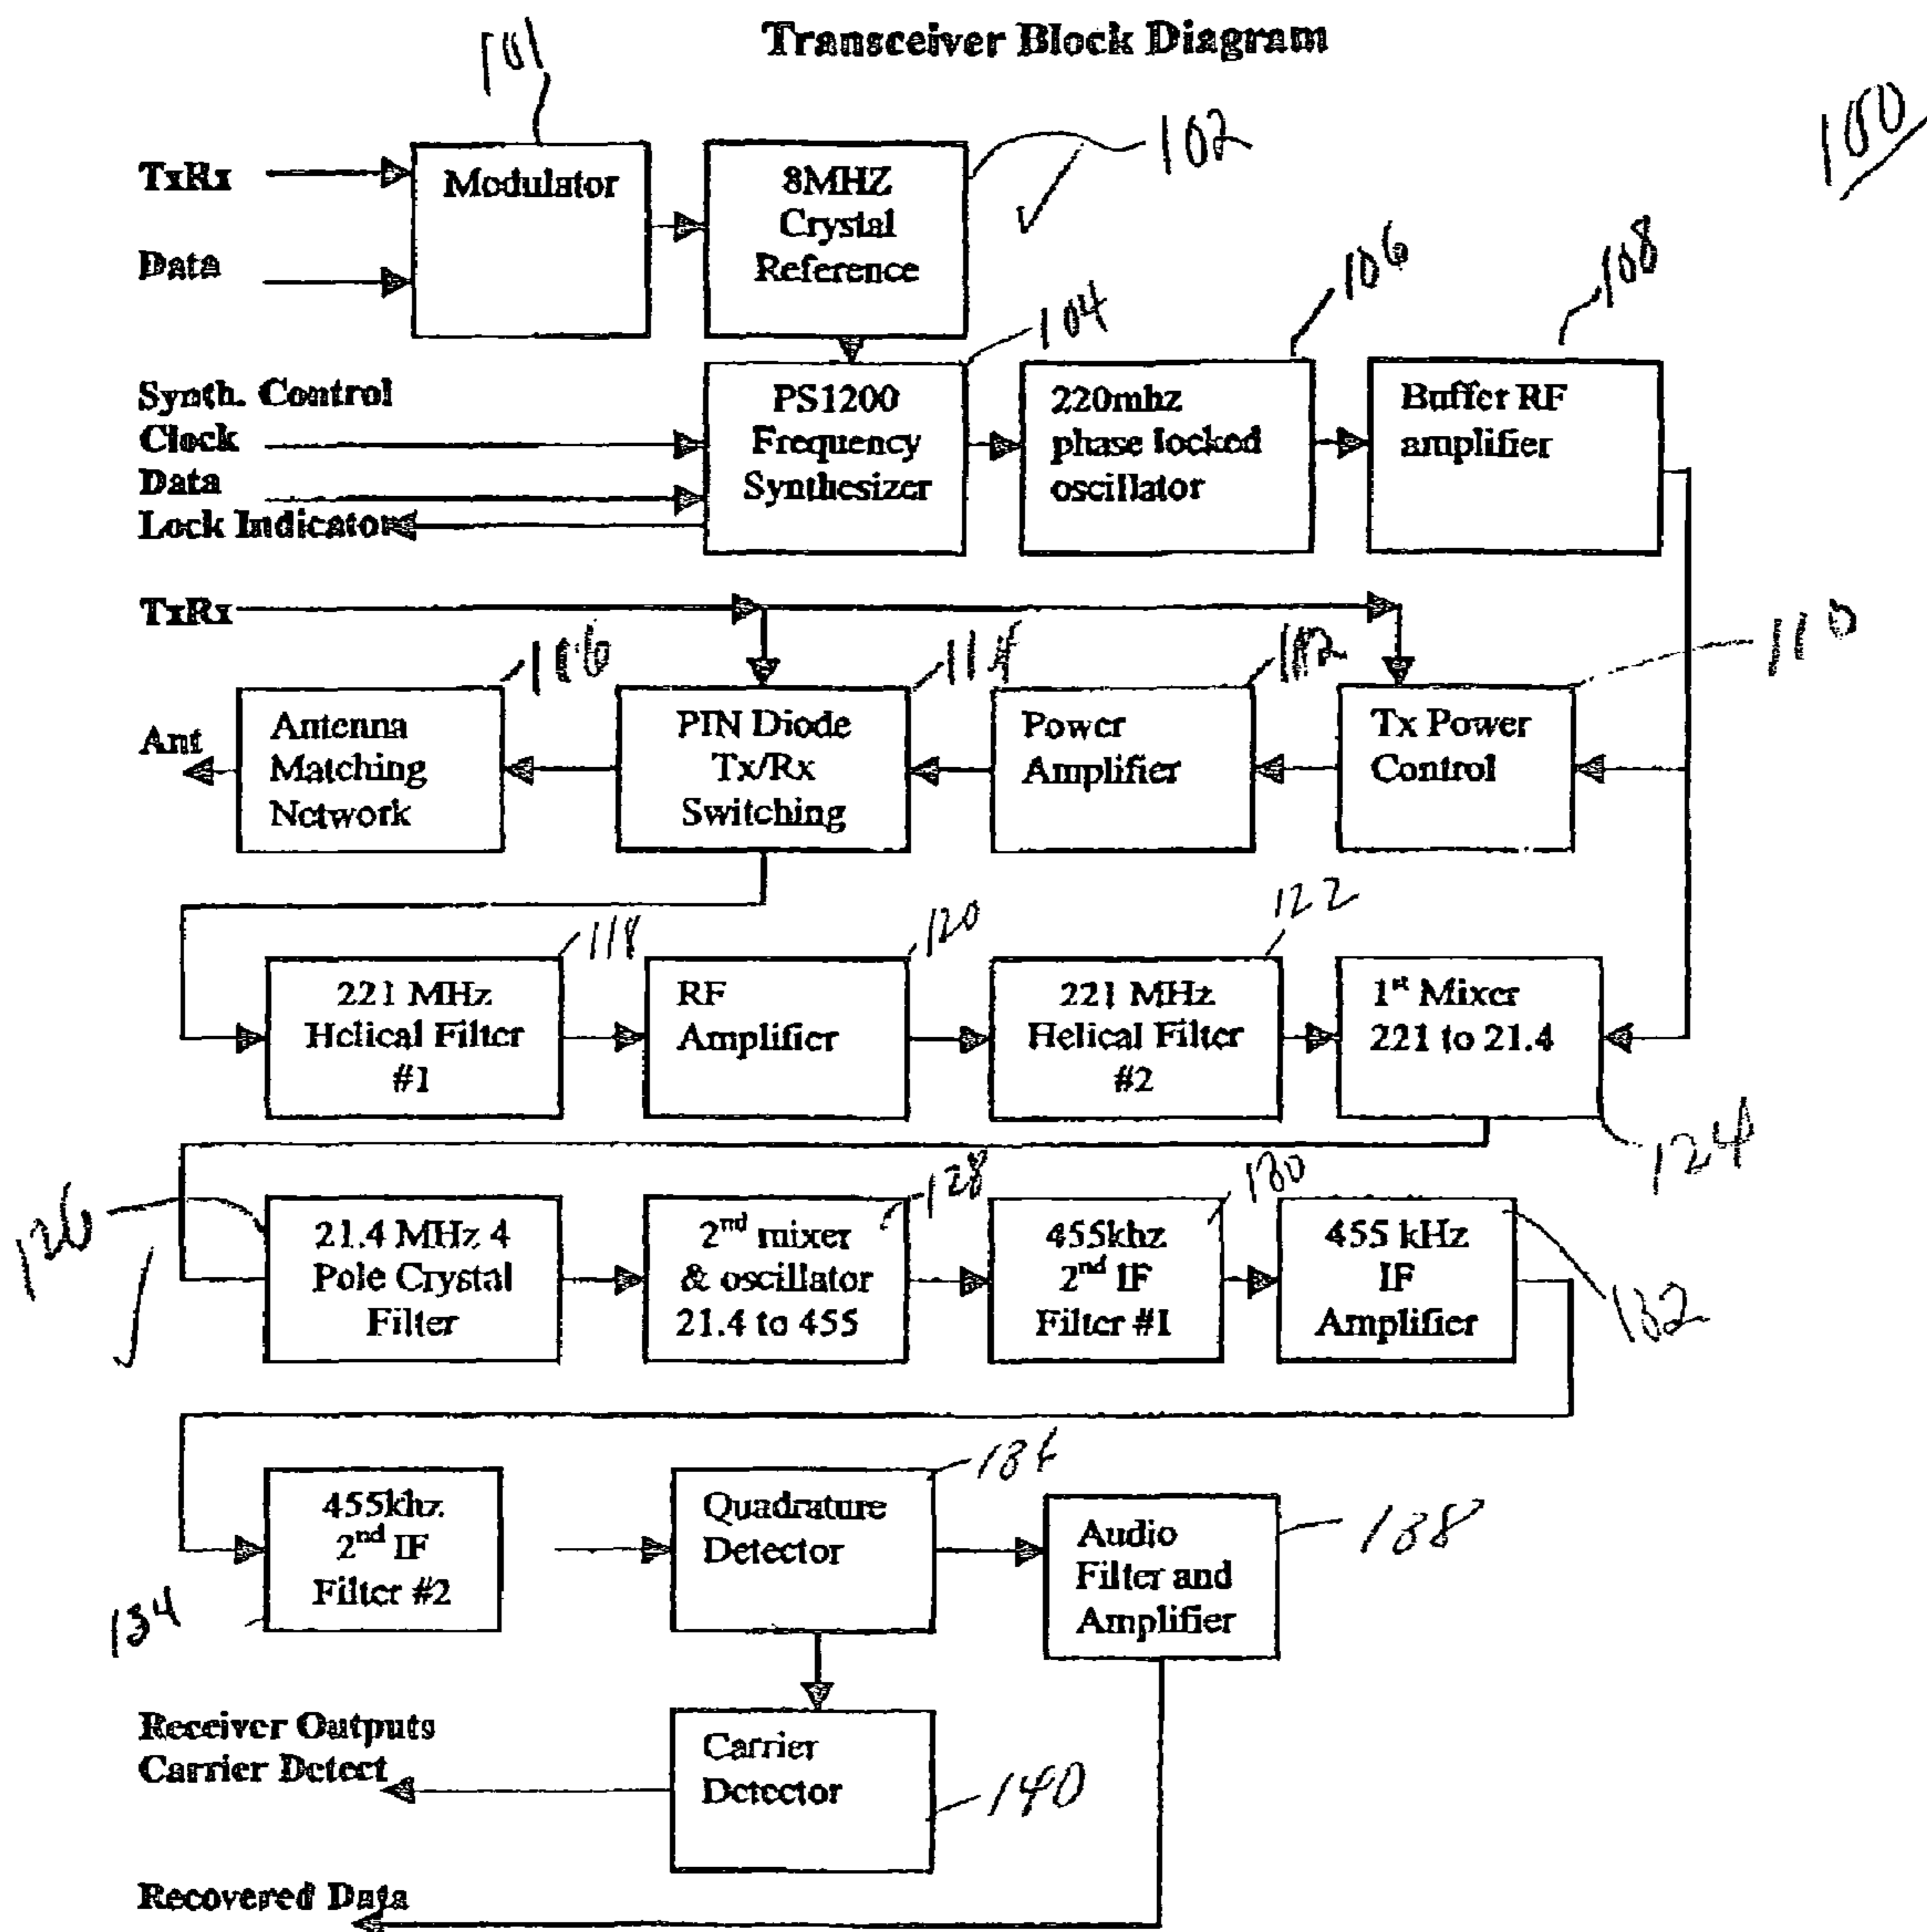 Transceiver Block Diagram
101
100
TxRx
Data
Modulator
8MHZ
Crystal
Reference
102
104
106
108
Synth. Control
Clock
Data
Lock Indicator
PS1200
Frequency
Synthesizer
220mhz
phase locked
oscillator
Buffer RF
amplifier
TxRx
116
114
112
110
Ant
Antenna
Matching
Network
PIN Diode
Tx/Rx
Switching
Power
Amplifier
Tx Power
Control
118
120
122
221 MHz
Helical Filter
#1
RF
Amplifier
221 MHz
Helical Filter
#2
1st Mixer
221 to 21.4
124
126
128
130
132
21.4 MHz 4
Pole Crystal
Filter
2nd mixer
& oscillator
21.4 to 455
455khz
2nd IF
Filter #1
455 kHz
IF
Amplifier
134
136
138
455khz
2nd IF
Filter #2
Quadrature
Detector
Audio
Filter and
Amplifier
Receiver Outputs
Carrier Detect
Carrier
Detector
140
Recovered Data